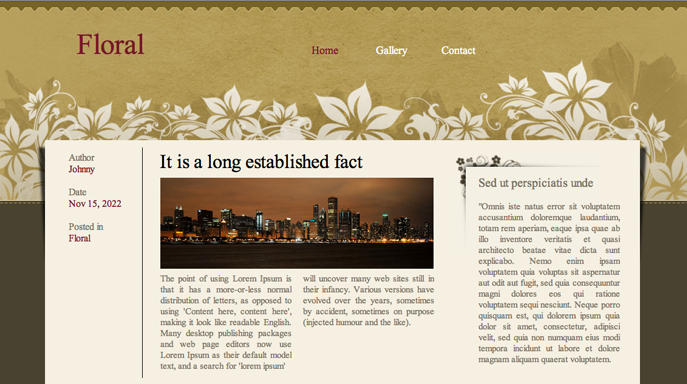 Floral
Home
Gallery
Contact
Author
Johnny
Date
Nov 15, 2022
Posted in
Floral
It is a long established fact
The point of using Lorem Ipsum is
that it has a more-or-less normal
distribution of letters, as opposed to
using 'Content here, content here',
making it look like readable English.
Many desktop publishing packages
and web page editors now use
Lorem Ipsum as their default model
text, and a search for 'lorem ipsum'
will uncover many web sites still in
their infancy. Various versions have
evolved over the years, sometimes
by accident, sometimes on purpose
(injected humour and the like).
Sed ut perspiciatis unde
"Omnis iste natus error sit voluptatem
accusantium doloremque laudantium,
totam rem aperiam, eaque ipsa quae ab
illo inventore veritatis et quasi
architecto beatae vitae dicta sunt
explicabo. Nemo enim ipsam
voluptatem quia voluptas sit aspernatur
aut odit aut fugit, sed quia consequuntur
magni dolores eos qui ratione
voluptatem sequi nesciunt. Neque porro
quisquam est, qui dolorem ipsum quia
dolor sit amet, consectetur, adipisci
velit, sed quia non numquam eius modi
tempora incidunt ut labore et dolore
magnam aliquam quaerat voluptatem.